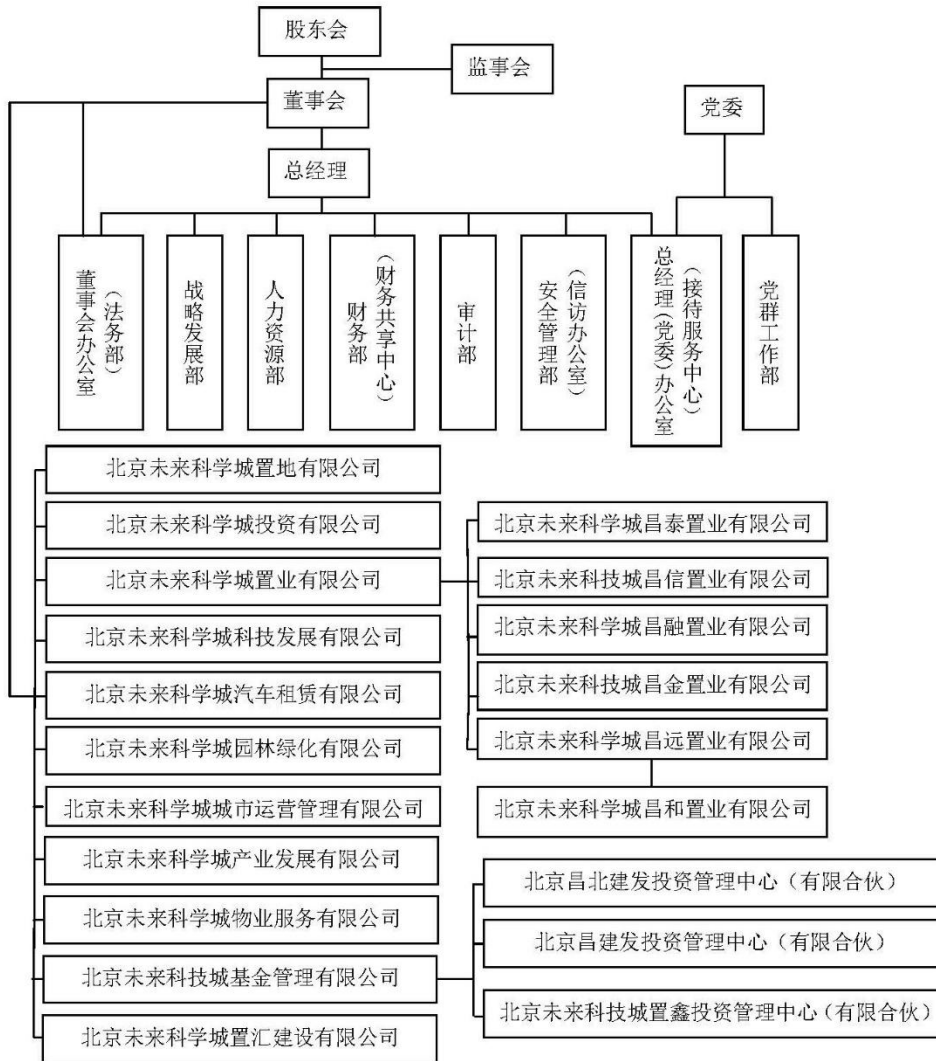 股东会
监事会
董事会
党委
总经理
董事会办公室
（法务部）
战略发展部
人力资源部
财务部
（财务共享中心）
审计部
安全管理部
（信访办公室）
总经理（党委）办公室
（接待服务中心）
党群工作部
北京未来科学城置地有限公司
北京未来科学城投资有限公司
北京未来科学城置业有限公司
北京未来科学城科技发展有限公司
北京未来科学城汽车租赁有限公司
北京未来科学城园林绿化有限公司
北京未来科学城城市运营管理有限公司
北京未来科学城产业发展有限公司
北京未来科学城物业服务有限公司
北京未来科技城基金管理有限公司
北京未来科学城置汇建设有限公司
北京未来科学城昌泰置业有限公司
北京未来科技城昌信置业有限公司
北京未来科学城昌融置业有限公司
北京未来科技城昌金置业有限公司
北京未来科学城昌远置业有限公司
北京未来科学城昌和置业有限公司
北京昌北建发投资管理中心（有限合伙）
北京昌建发投资管理中心（有限合伙）
北京未来科技城置鑫投资管理中心（有限合伙）